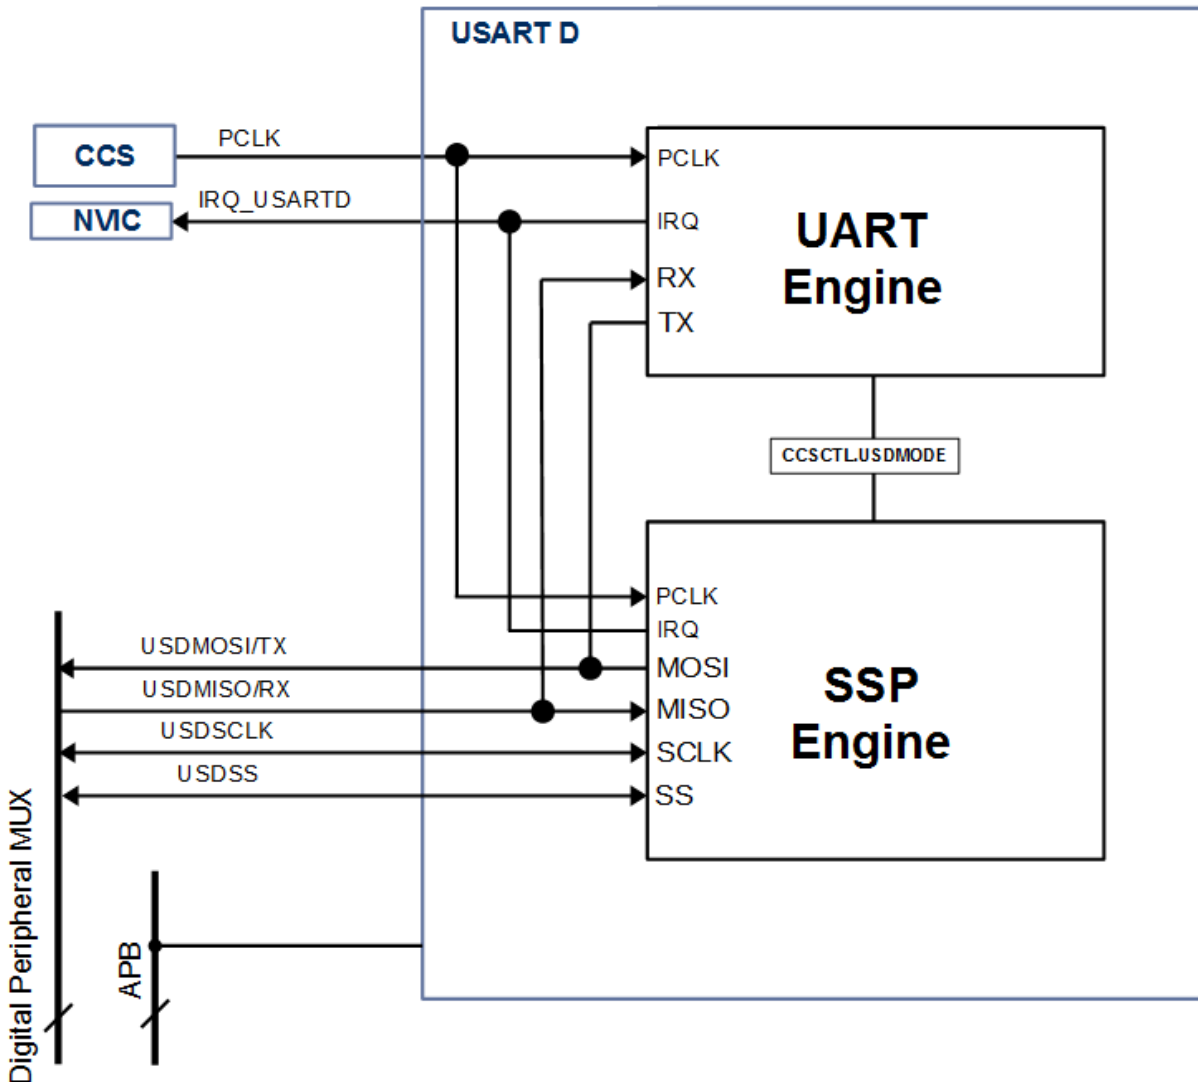 USART D
CCS
PCLK
PCLK
NVIC
IRQ_USARTD
IRQ
UART
Engine
RX
TX
CCSCTL.USDMODE
PCLK
IRQ
USDMOSI/TX
MOSI
USDMISO/RX
MISO
SSP
Engine
USDSCLK
SCLK
USDSS
SS
Digital Peripheral MUX
APB